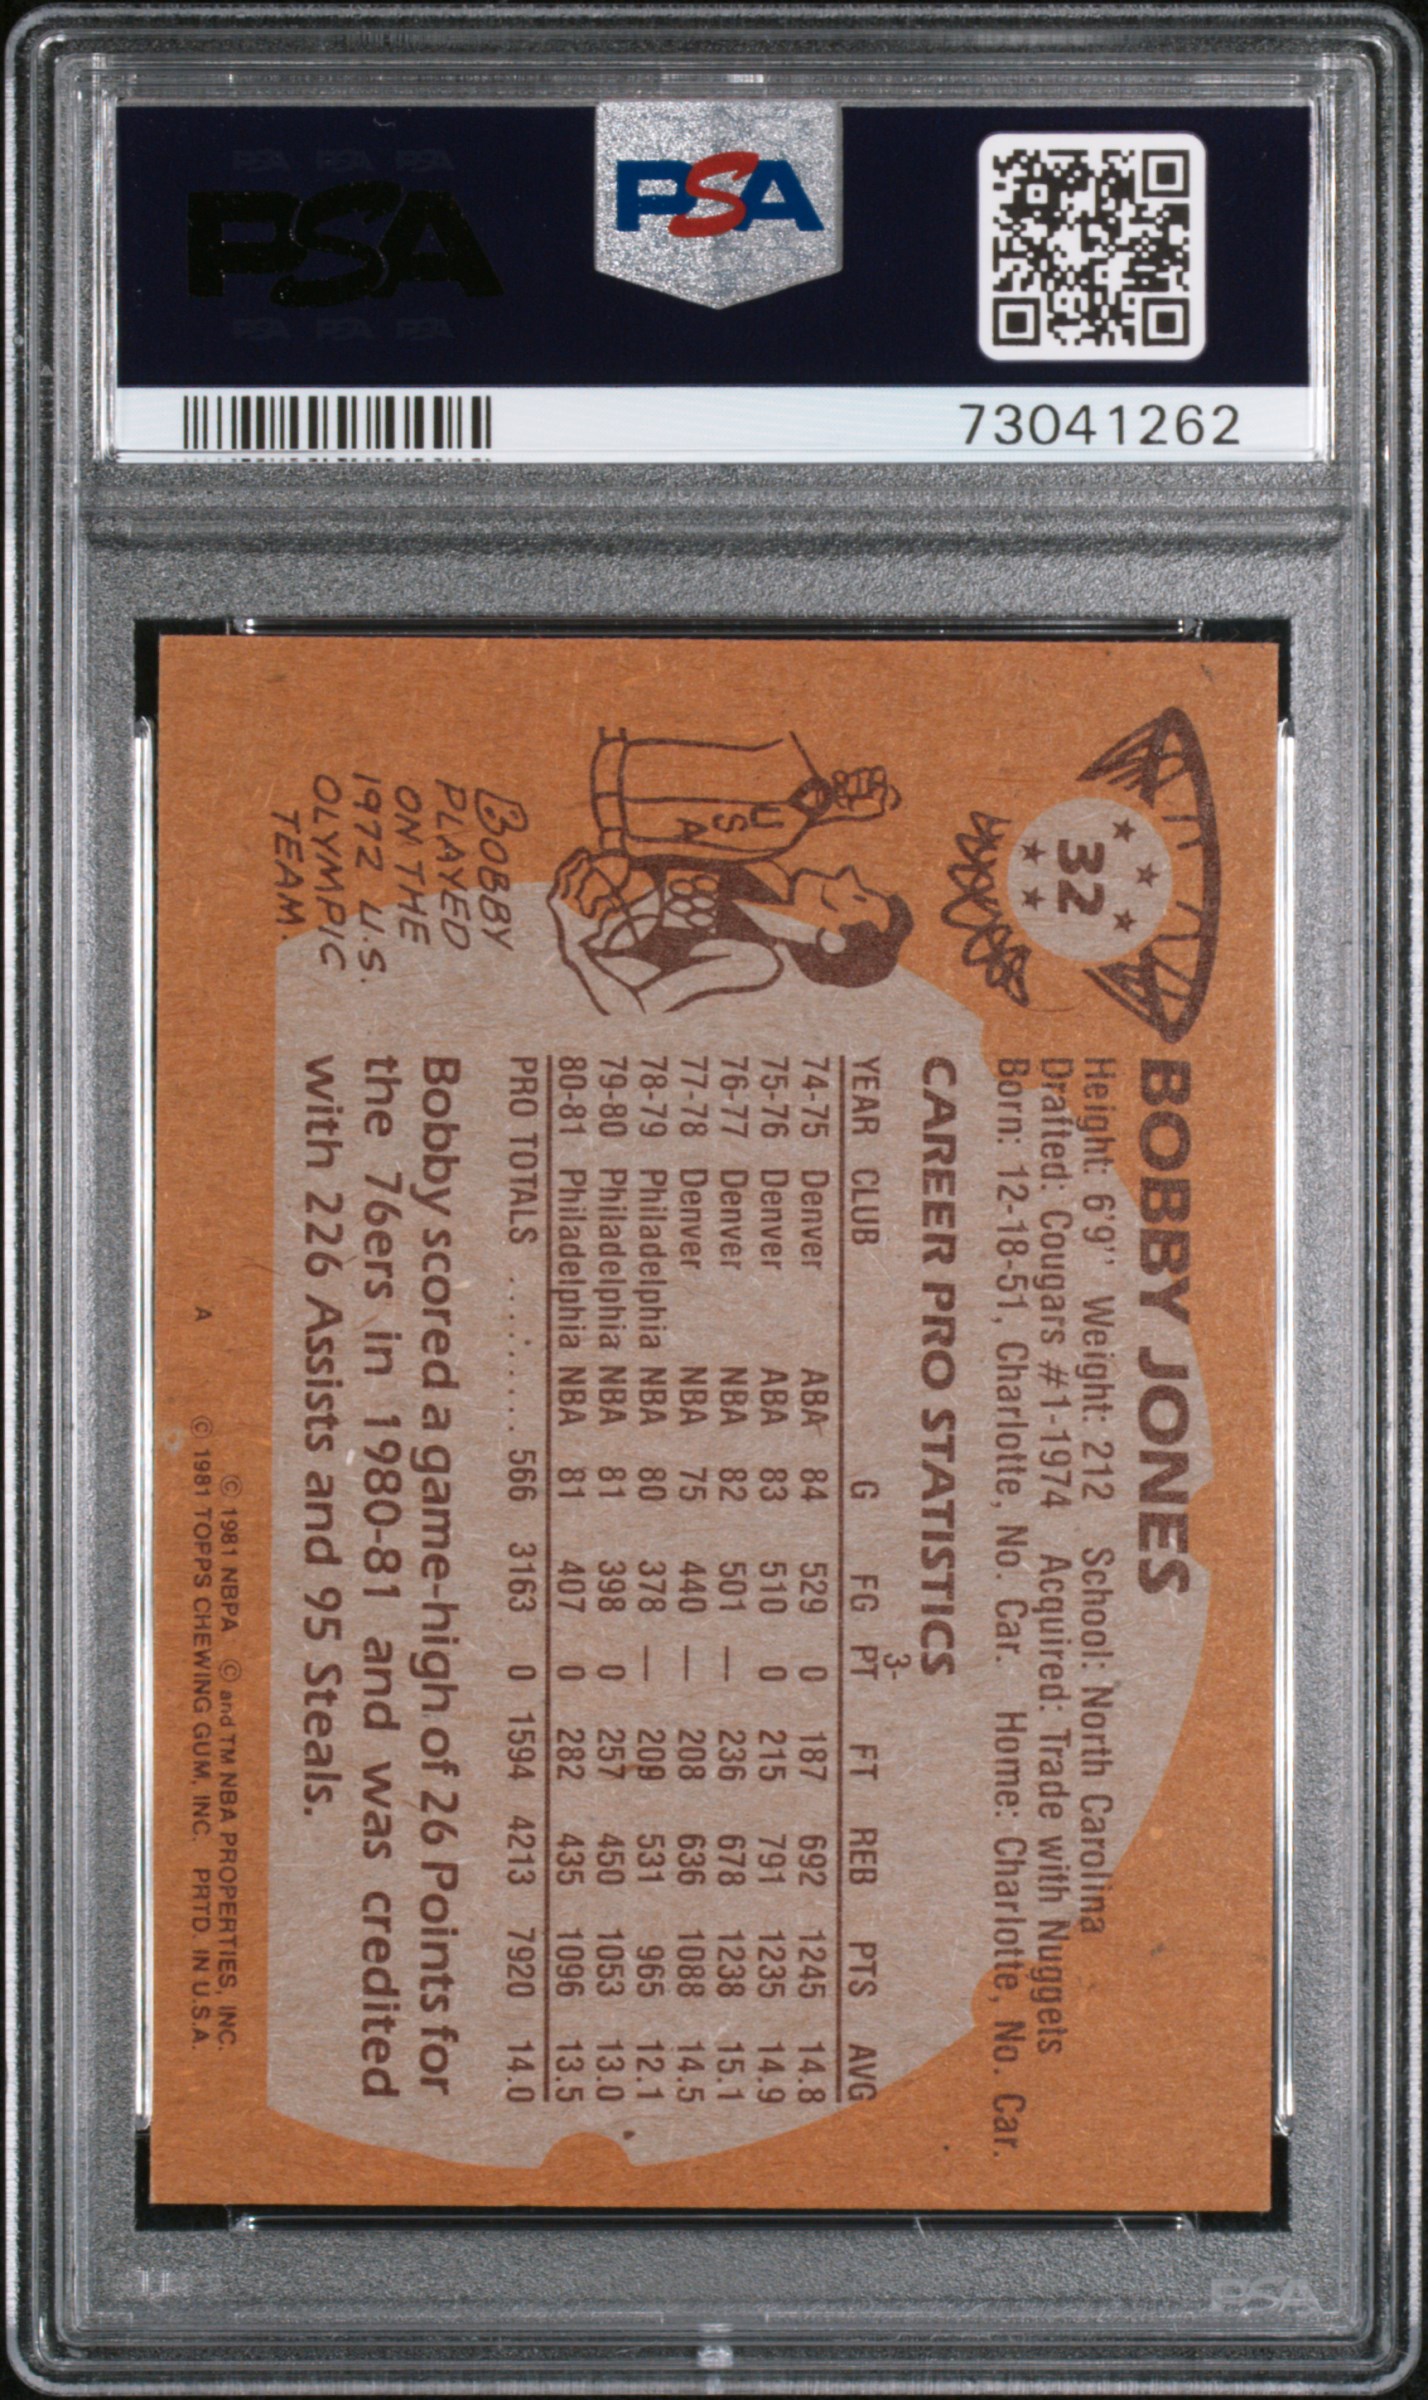 PSA
PSA
73041262
32
BOBBY JONES
Height: 6'9'' Weight: 212 School: North Carolina
Drafted: Cougars #1-1974 Acquired: Trade with Nuggets
Born: 12-18-51, Charlotte, No. Car. Home: Charlotte, No. Car.
CAREER PRO STATISTICS
YEAR CLUB G FG 3-PT FT REB PTS AVG
74-75 Denver ABA 84 529 0 187 692 1245 14.8
75-76 Denver ABA 83 510 0 215 791 1235 14.9
76-77 Denver NBA 82 501 — 236 678 1238 15.1
77-78 Denver NBA 75 440 — 208 636 1088 14.5
78-79 Philadelphia NBA 80 378 — 209 531 965 12.1
79-80 Philadelphia NBA 81 398 0 257 450 1053 13.0
80-81 Philadelphia NBA 81 407 0 282 435 1096 13.5
PRO TOTALS .......... 566 3163 0 1594 4213 7920 14.0
USA
BOBBY
PLAYED
ON THE
1972 U.S.
OLYMPIC
TEAM.
Bobby scored a game-high of 26 Points for
the 76ers in 1980-81 and was credited
with 226 Assists and 95 Steals.
© 1981 NBPA © and TM NBA PROPERTIES, INC.
A © 1981 TOPPS CHEWING GUM, INC. PRTD. IN U.S.A.
PSA